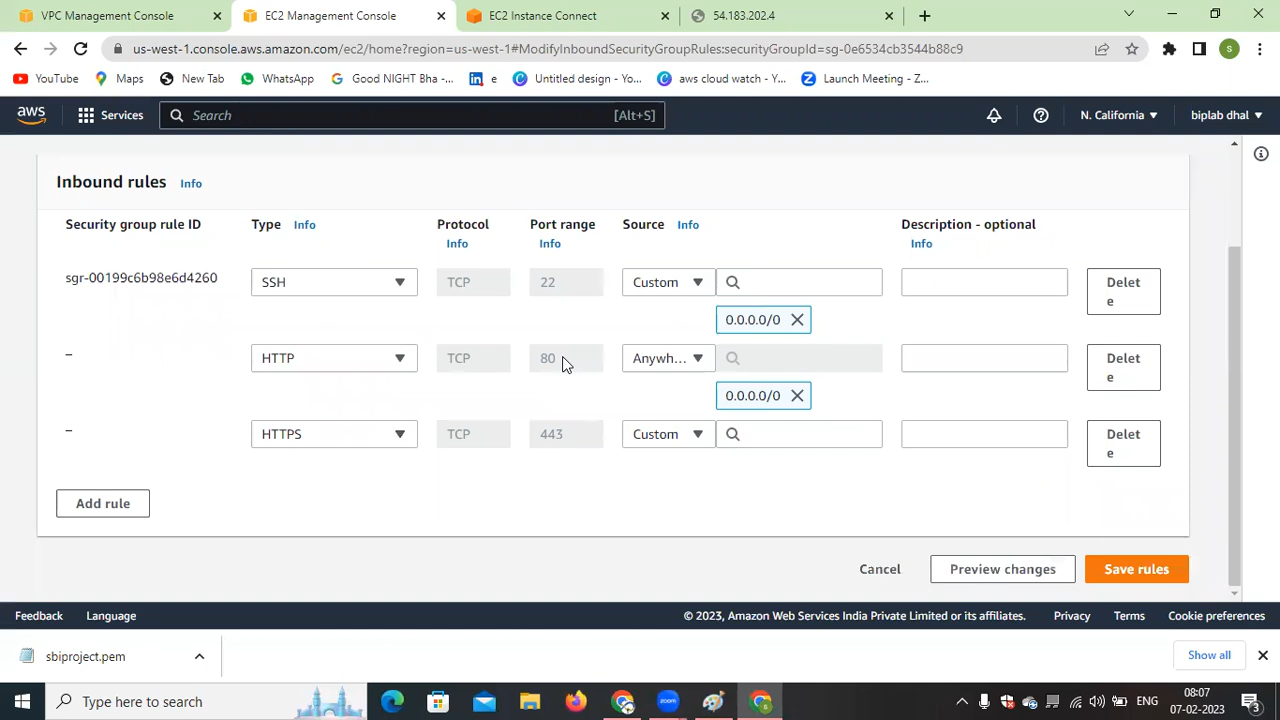 VPC Management Console
EC2 Management Console
EC2 Instance Connect
54.183.202.4
us-west-1.console.aws.amazon.com/ec2/home?region=us-west-1#ModifyInboundSecurityGroupRules:securityGroupId=sg-0e6534cb3544b88c9
S
YouTube
Maps
New Tab
WhatsApp
Good NIGHT Bha -...
in e
Untitled design - Yo...
aws cloud watch - Y...
Launch Meeting - Z...
aws
Services
Search
[Alt+S]
N. California
biplab dhal
Inbound rules Info
Security group rule ID
Type Info
Protocol
Info
Port range
Info
Source Info
Description - optional
Info
sgr-00199c6b98e6d4260
SSH
TCP
22
Custom
Delet
e
0.0.0.0/0
–
HTTP
TCP
80
Anywh...
Delet
e
0.0.0.0/0
–
HTTPS
TCP
443
Custom
Delet
e
Add rule
Cancel
Preview changes
Save rules
Feedback
Language
© 2023, Amazon Web Services India Private Limited or its affiliates.
Privacy
Terms
Cookie preferences
sbiproject.pem
Show all
Type here to search
ENG
08:07
07-02-2023
3